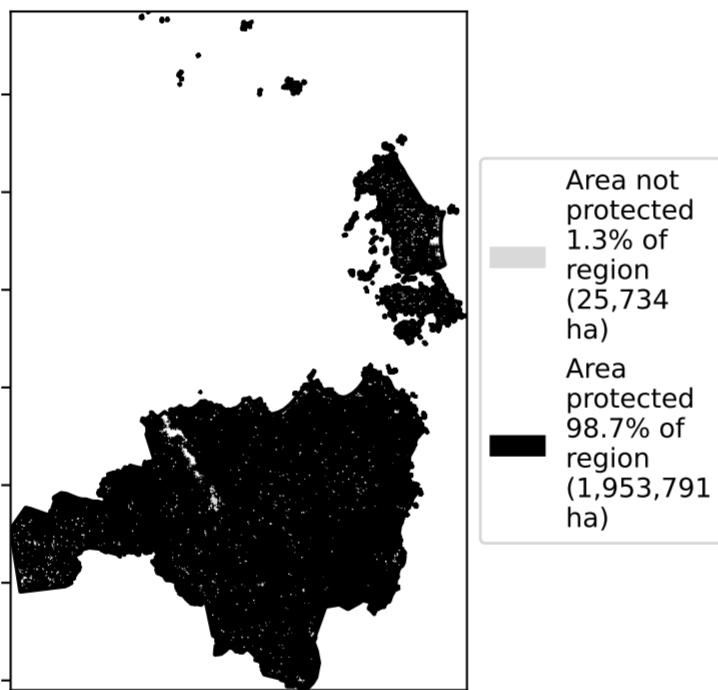 Area not
protected
1.3% of
region
(25,734
ha)
Area
protected
98.7% of
region
(1,953,791
ha)